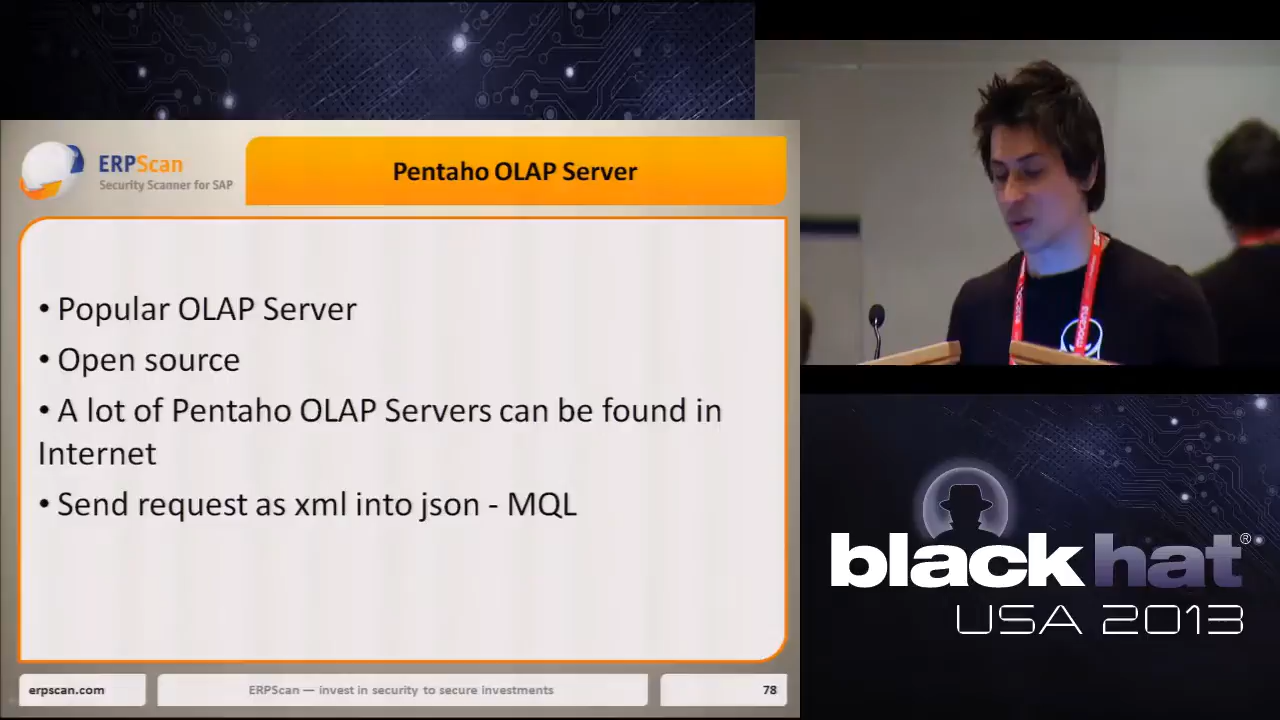 ERPScan
Security Scanner for SAP
Pentaho OLAP Server
• Popular OLAP Server
• Open source
• A lot of Pentaho OLAP Servers can be found in
Internet
• Send request as xml into json - MQL
erpscan.com
ERPScan — invest in security to secure investments
78
mocana
black hat®
USA 2013